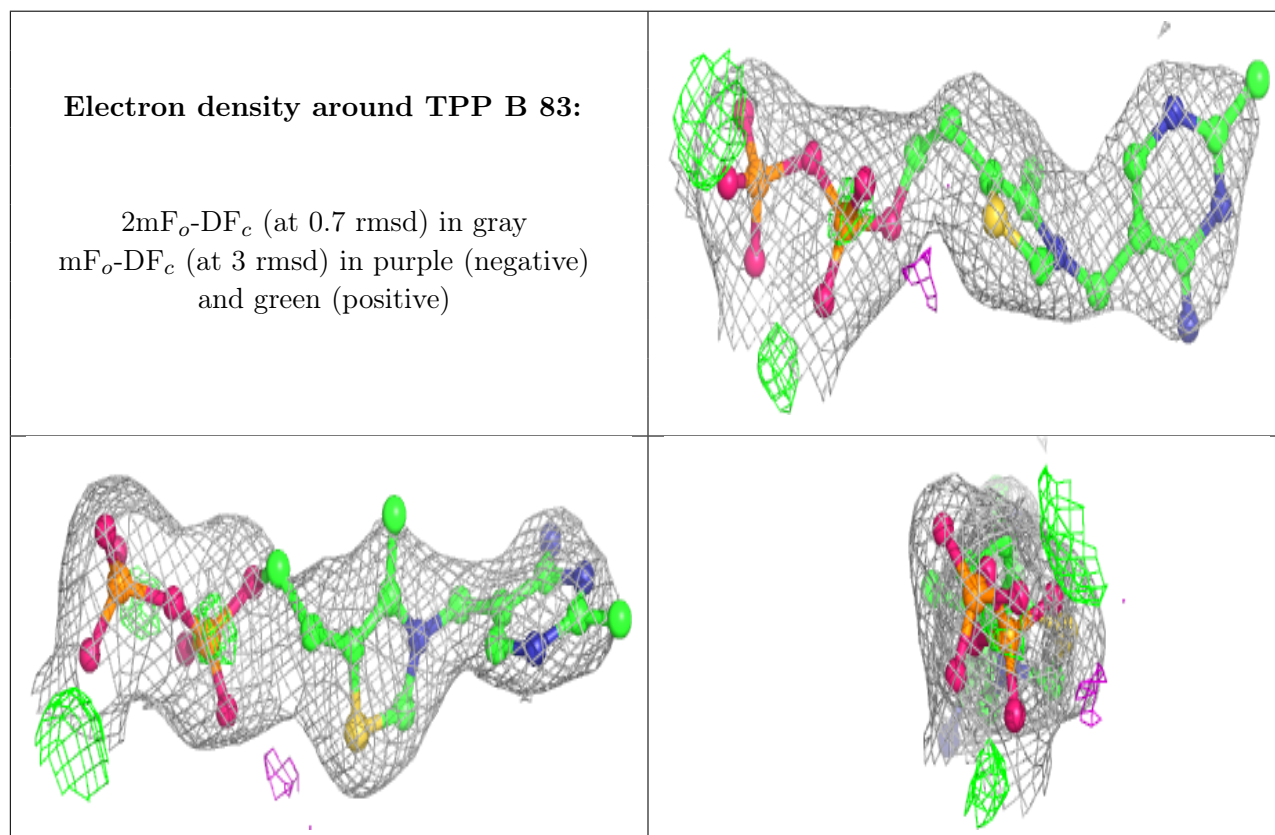 Electron density around TPP B 83:
2mFo-DFc (at 0.7 rmsd) in gray
mFo-DFc (at 3 rmsd) in purple (negative)
and green (positive)